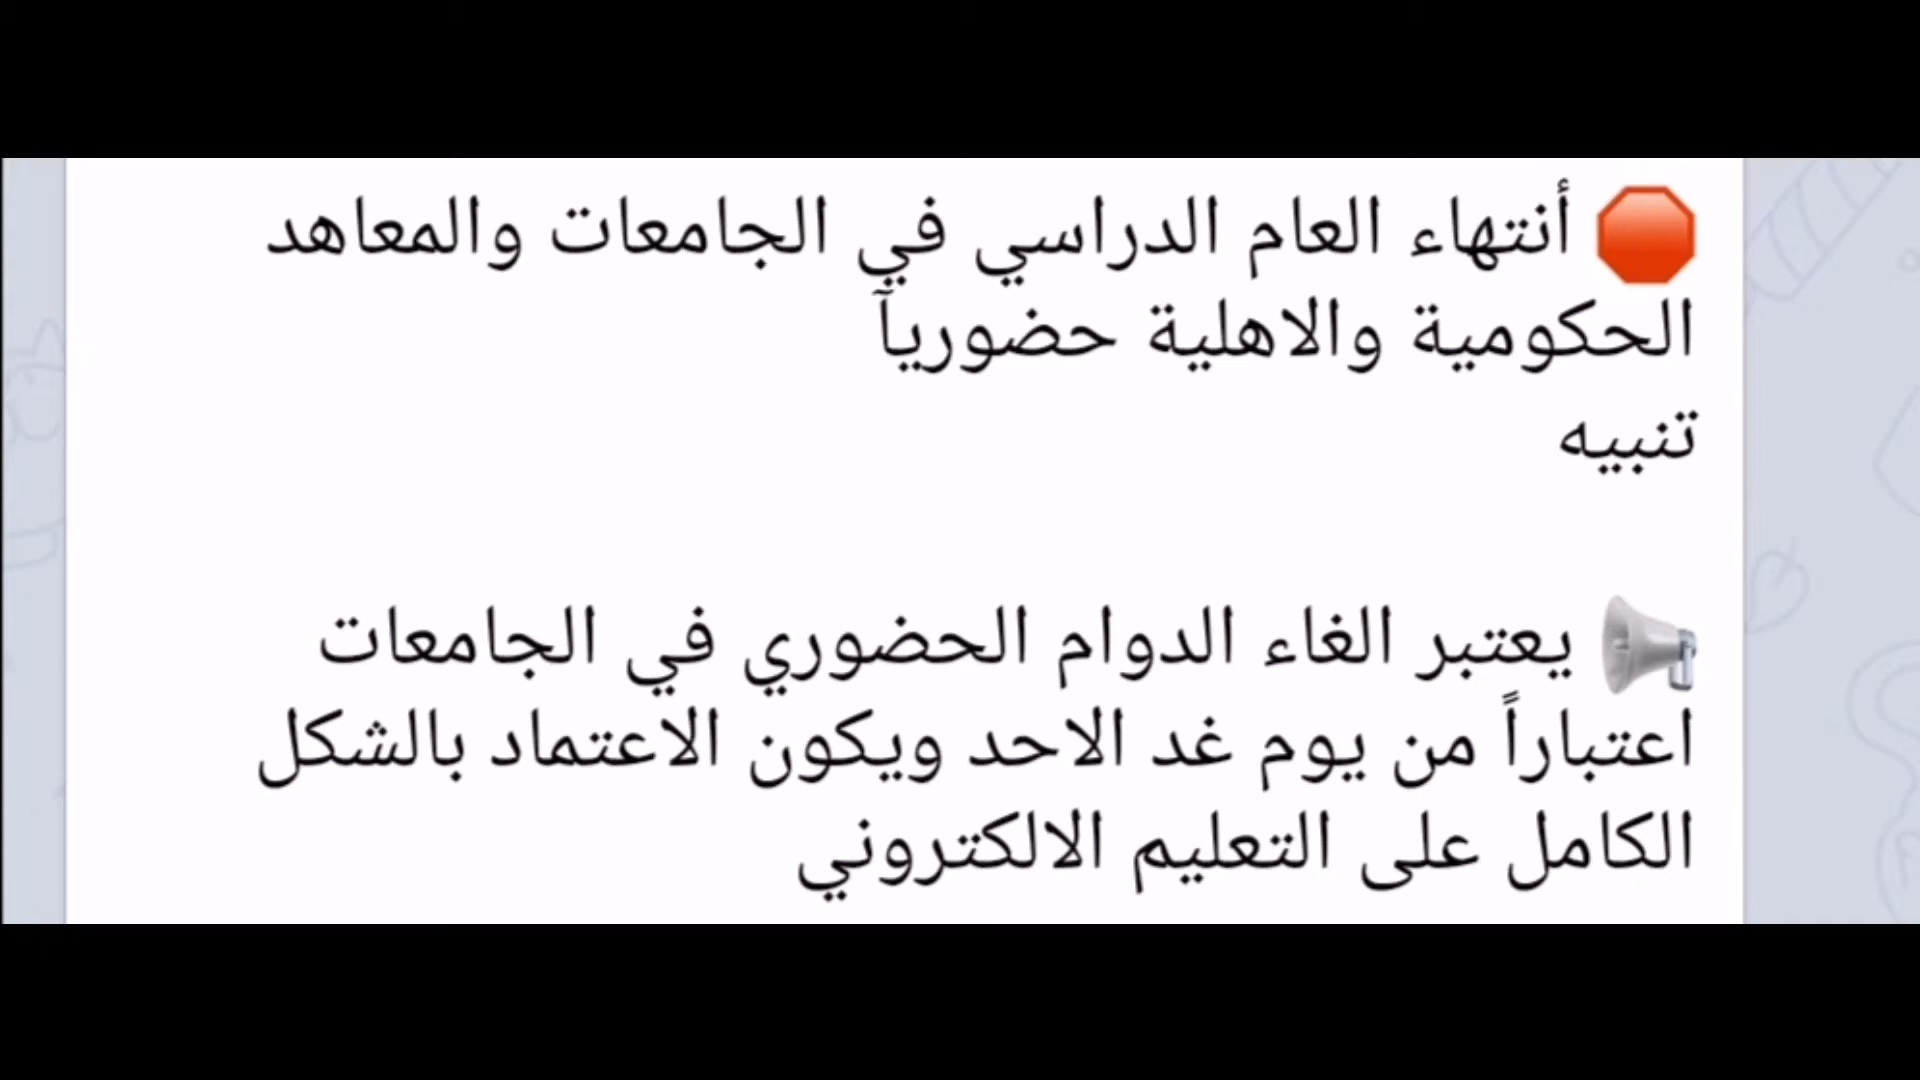 🛑 أنتهاء العام الدراسي في الجامعات والمعاهد
الحكومية والاهلية حضوريآ
تنبيه
📢 يعتبر الغاء الدوام الحضوري في الجامعات
اعتباراً من يوم غد الاحد ويكون الاعتماد بالشكل
الكامل على التعليم الالكتروني